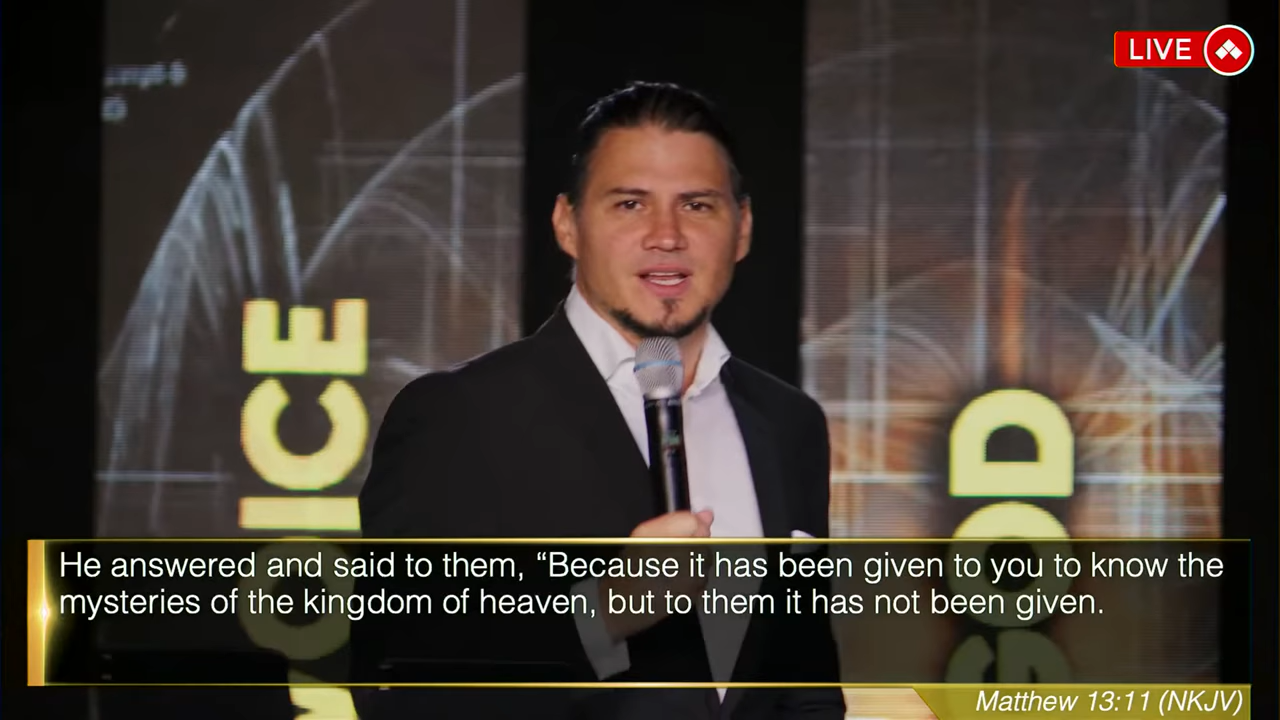 LIVE
VOICE
GOD
He answered and said to them, “Because it has been given to you to know the
mysteries of the kingdom of heaven, but to them it has not been given.
Matthew 13:11 (NKJV)